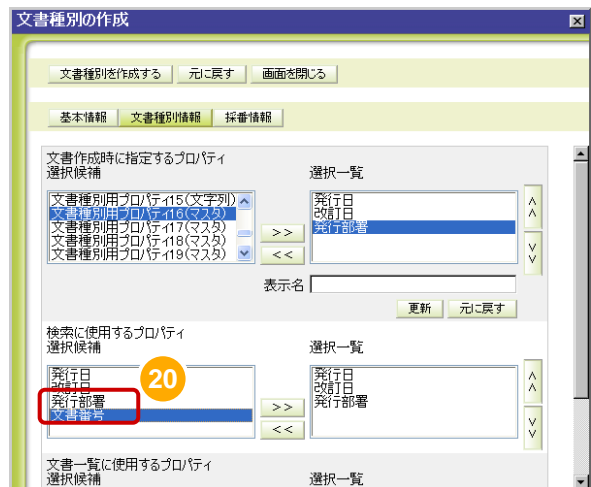 文書種別の作成
文書種別を作成する 元に戻す 画面を閉じる
基本情報 文書種別情報 採番情報
文書作成時に指定するプロパティ
選択候補 選択一覧
文書種別用プロパティ15(文字列)
文書種別用プロパティ16(マスタ)
文書種別用プロパティ17(マスタ)
文書種別用プロパティ18(マスタ)
文書種別用プロパティ19(マスタ)
>>
<<
発行日
改訂日
発行部署
表示名
更新 元に戻す
検索に使用するプロパティ
選択候補 選択一覧
発行日
改訂日
発行部署
文書番号
20
>>
<<
発行日
改訂日
発行部署
文書一覧に使用するプロパティ
選択候補 選択一覧